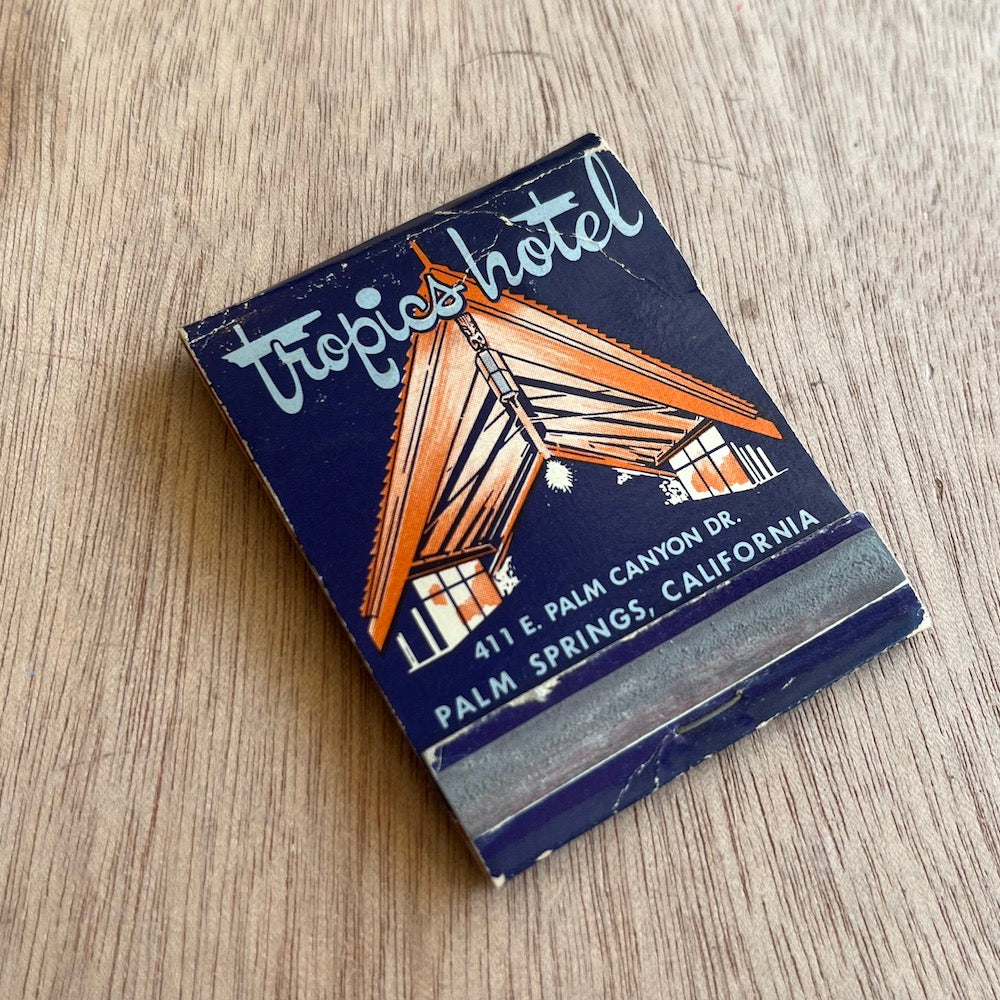 tropics hotel
411 E. PALM CANYON DR.
PALM SPRINGS, CALIFORNIA